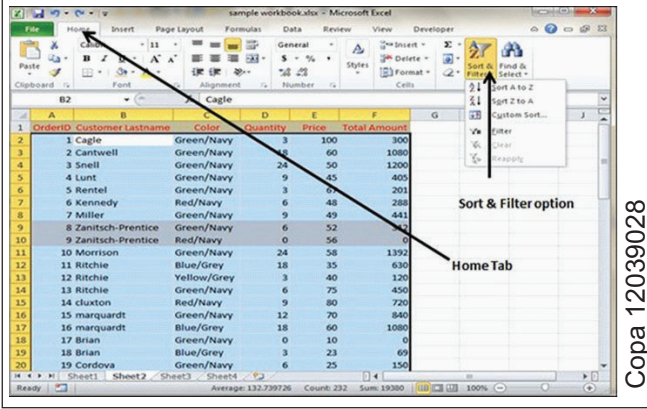 sample workbook.xlsx - Microsoft Excel
File Home Insert Page Layout Formulas Data Review View Developer
Calibri 11 General Insert Σ
Paste B I U A A $ % , Styles Delete Sort & Find &
Format Filter Select
Clipboard Font Alignment Number Cells
Sort A to Z
Sort Z to A
Custom Sort...
Filter
Clear
Reapply
B2 fx Cagle
A B C D E F G J
1 OrderID Customer Lastname Color Quantity Price Total Amount
2 1 Cagle Green/Navy 3 100 300
3 2 Cantwell Green/Navy 18 60 1080
4 3 Snell Green/Navy 24 50 1200
5 4 Lunt Green/Navy 9 45 405
6 5 Rentel Green/Navy 3 67 201
7 6 Kennedy Red/Navy 6 48 288
8 7 Miller Green/Navy 9 49 441
9 8 Zanitsch-Prentice Green/Navy 6 52 312
10 9 Zanitsch-Prentice Red/Navy 0 56 0
11 10 Morrison Green/Navy 24 58 1392
12 11 Ritchie Blue/Grey 18 35 630
13 12 Ritchie Yellow/Grey 3 40 120
14 13 Ritchie Green/Navy 6 75 450
15 14 cluxton Red/Navy 9 80 720
16 15 marquardt Green/Navy 12 70 840
17 16 marquardt Blue/Grey 18 60 1080
18 17 Brian Green/Navy 0 10 0
19 18 Brian Blue/Grey 3 23 69
20 19 Cordova Green/Navy 6 25 150
Sort & Filter option
Home Tab
Sheet1 Sheet2 Sheet3 Sheet4
Ready Average: 132.739726 Count: 232 Sum: 19380 100%
Copa 12039028